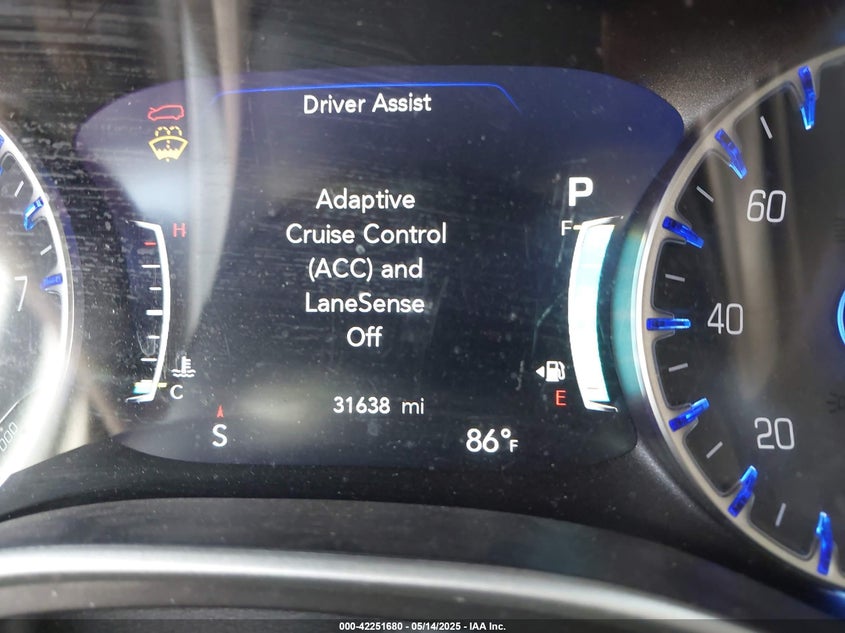 Driver Assist
P
Adaptive
Cruise Control
(ACC) and
LaneSense
Off
H
F
C
E
31638 mi
S
86°F
7
60
40
20
000-42251680 - 05/14/2025 - IAA Inc.